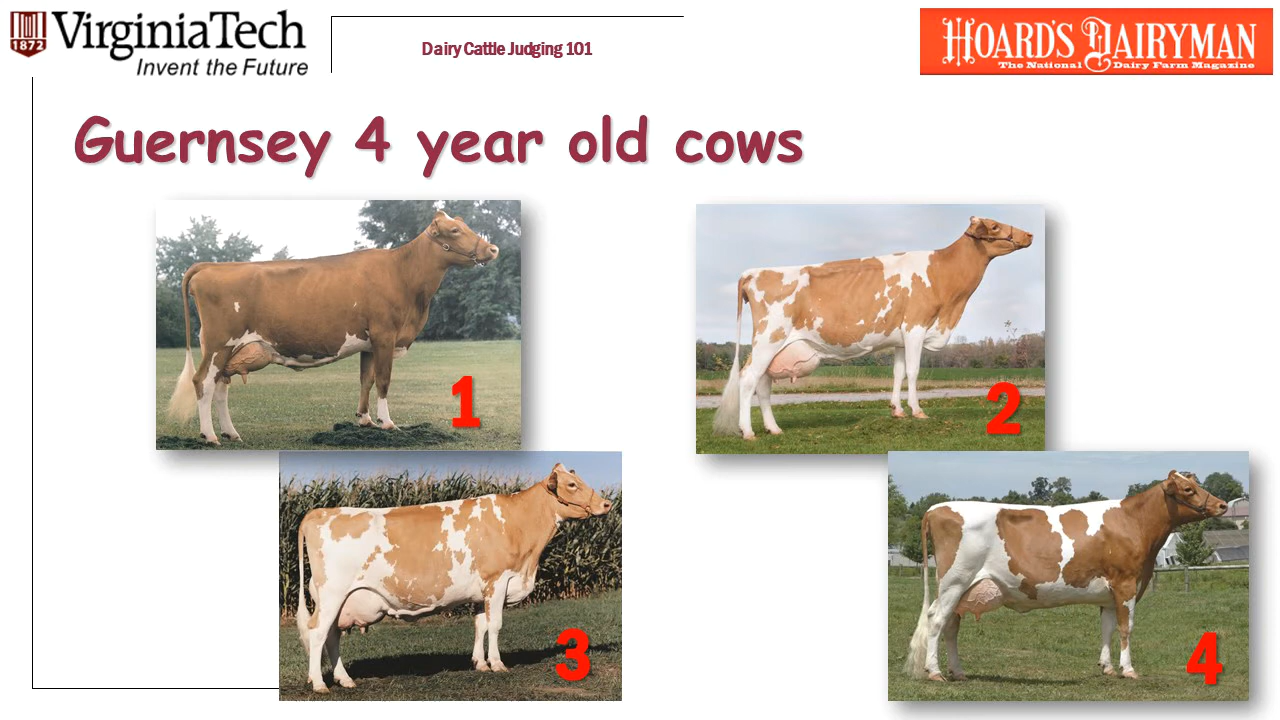 VirginiaTech
1872
Invent the Future
Dairy Cattle Judging 101
HOARD'S DAIRYMAN
The National Dairy Farm Magazine
Guernsey 4 year old cows
1
2
3
4